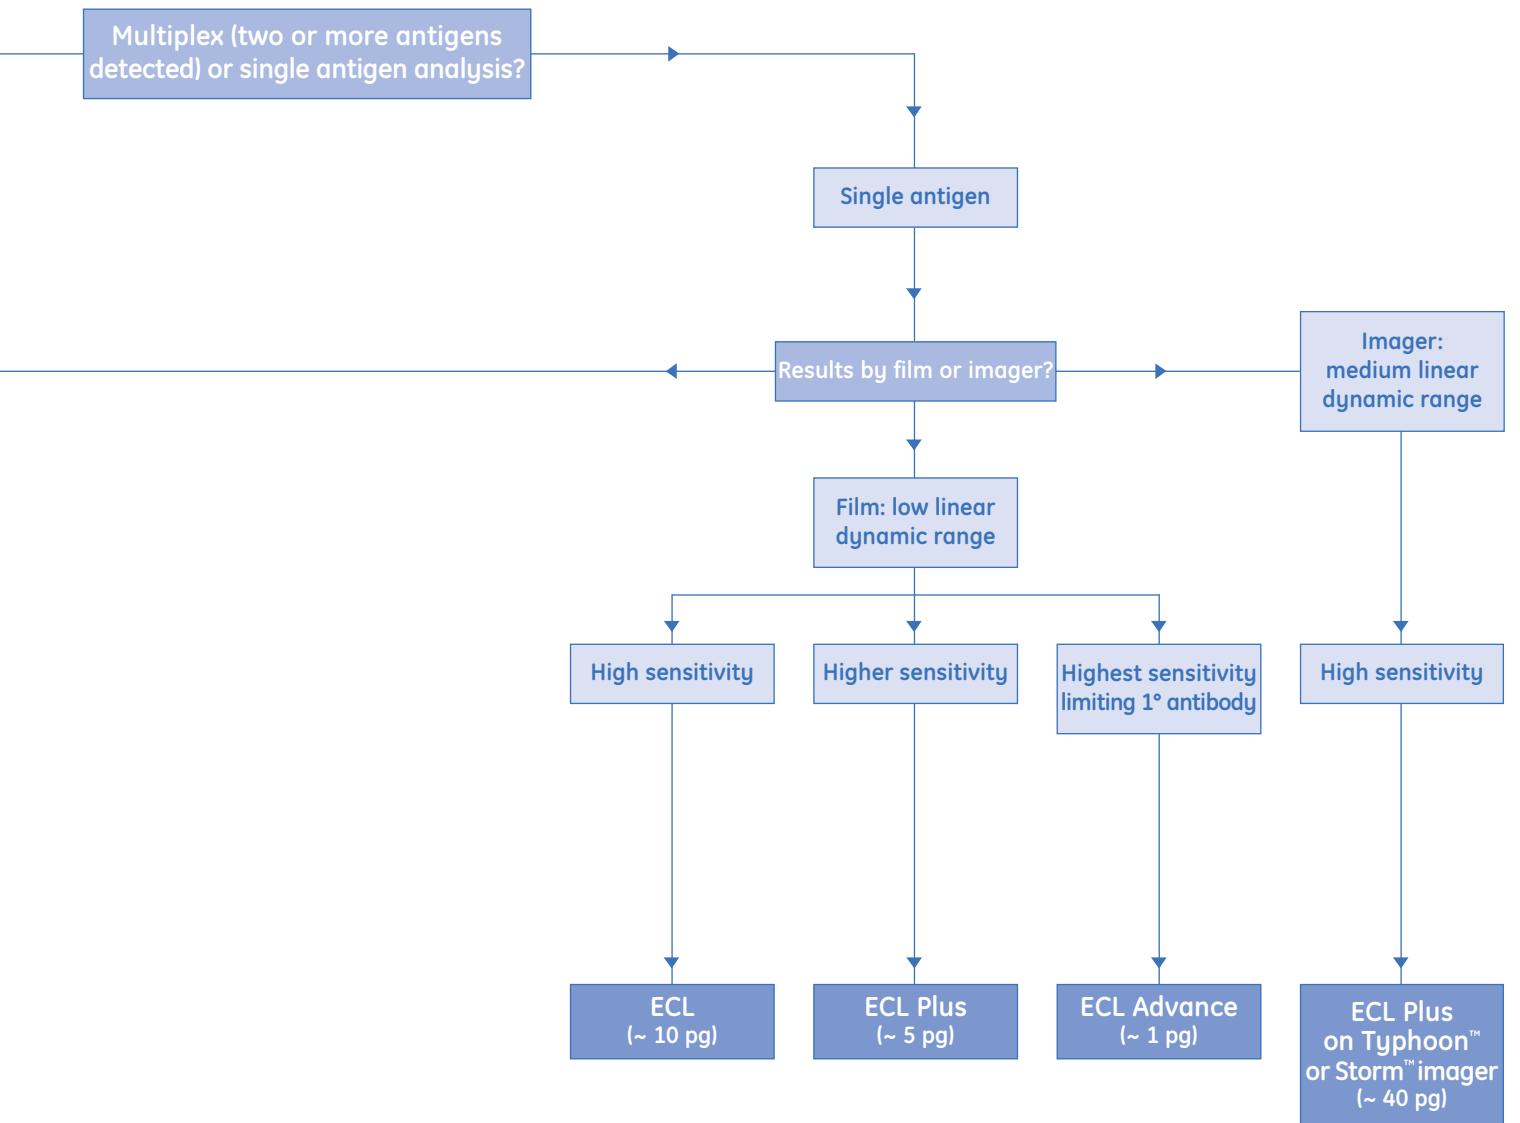 Multiplex (two or more antigens
detected) or single antigen analysis?
Single antigen
Results by film or imager?
Imager:
medium linear
dynamic range
Film: low linear
dynamic range
High sensitivity
Higher sensitivity
Highest sensitivity
limiting 1° antibody
High sensitivity
ECL
(~ 10 pg)
ECL Plus
(~ 5 pg)
ECL Advance
(~ 1 pg)
ECL Plus
on Typhoon™
or Storm™ imager
(~ 40 pg)